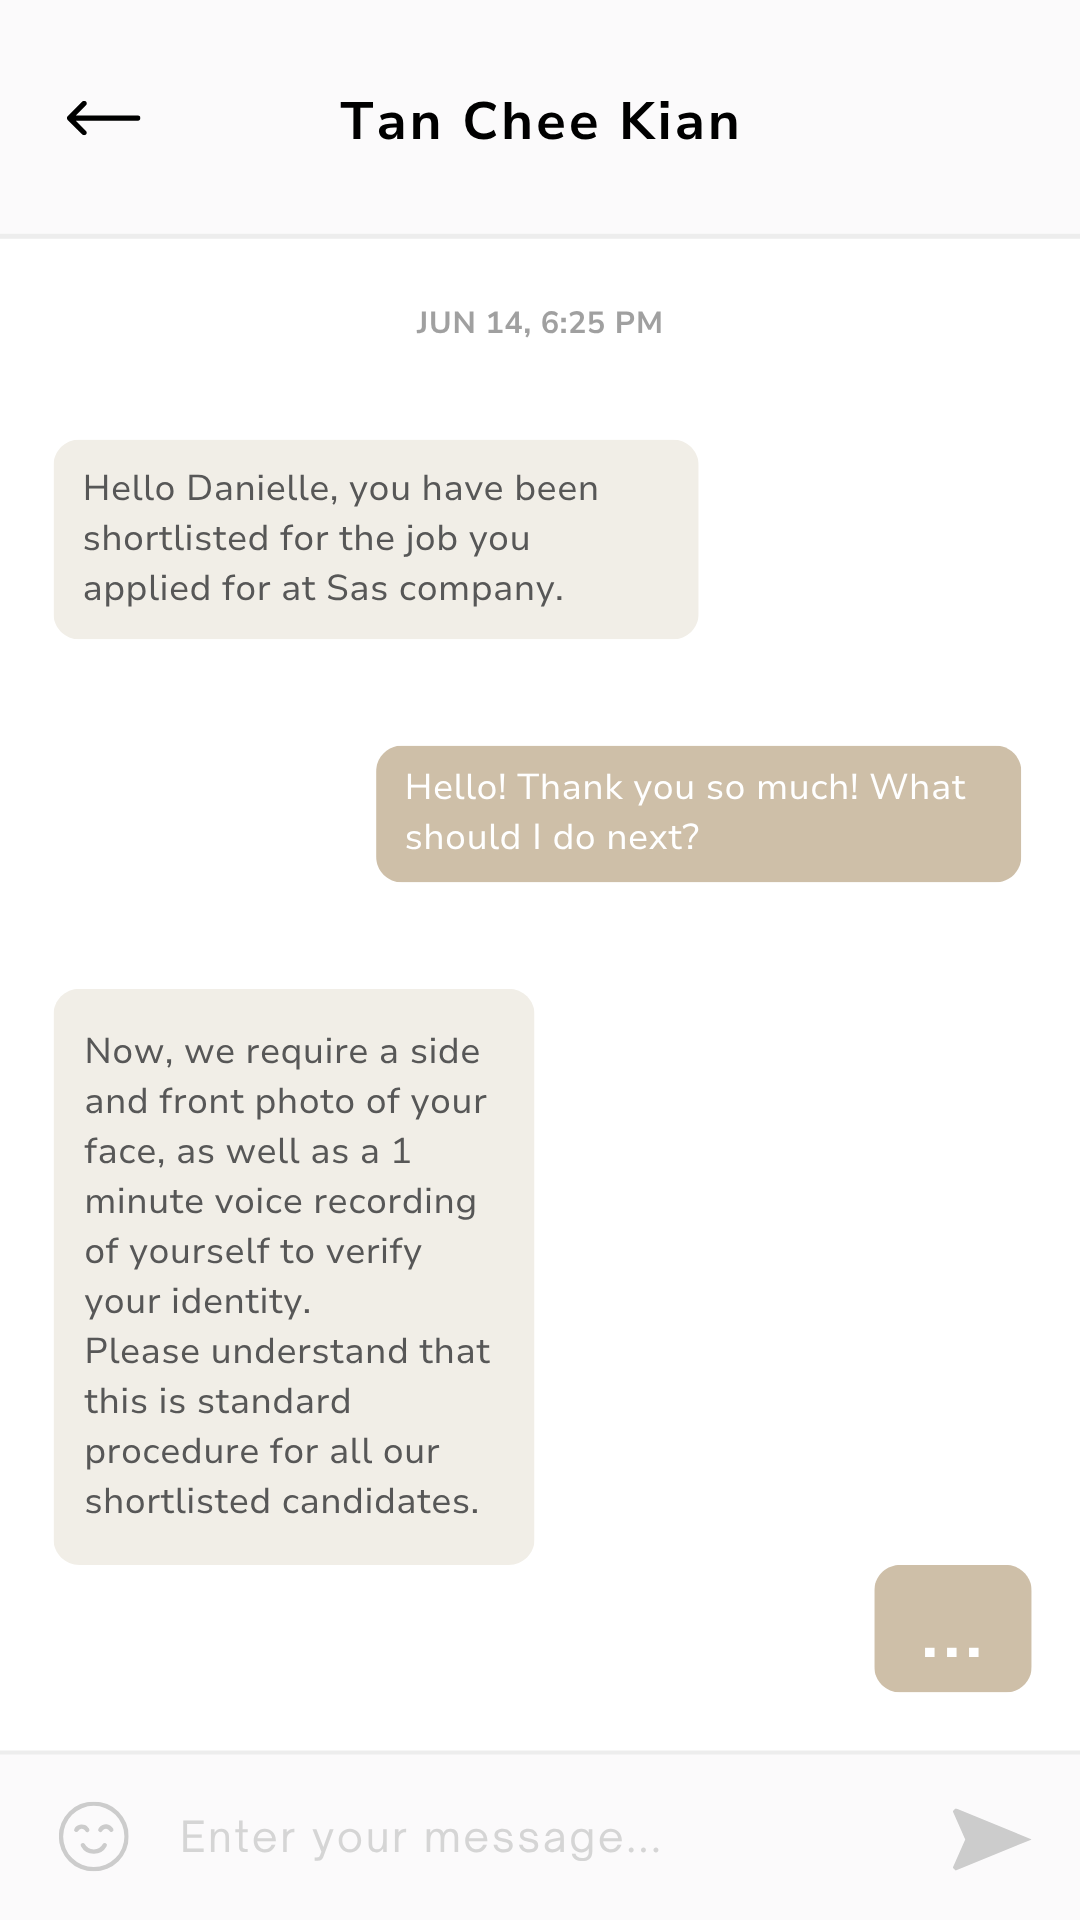 Tan Chee Kian
JUN 14, 6:25 PM
Hello Danielle, you have been
shortlisted for the job you
applied for at Sas company.
Hello! Thank you so much! What
should I do next?
Now, we require a side
and front photo of your
face, as well as a 1
minute voice recording
of yourself to verify
your identity.
Please understand that
this is standard
procedure for all our
shortlisted candidates.
...
Enter your message...